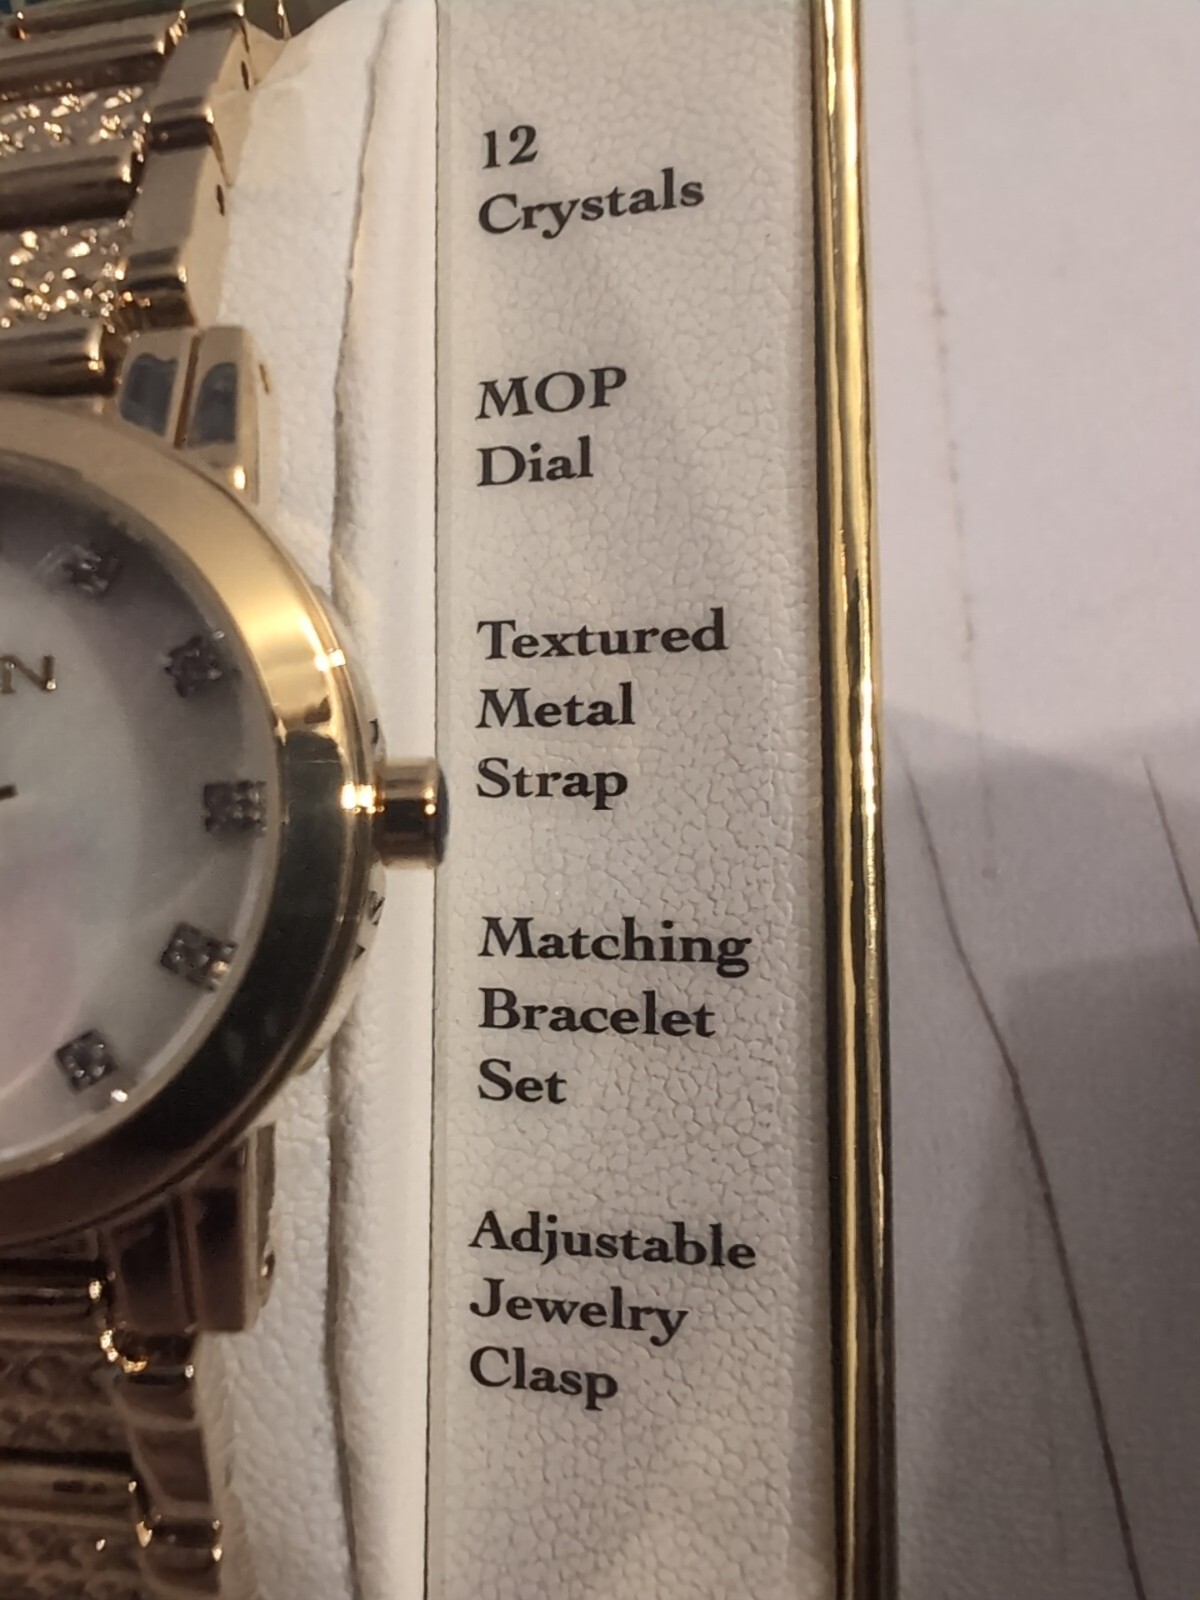 12
Crystals
MOP
Dial
Textured
Metal
Strap
Matching
Bracelet
Set
Adjustable
Jewelry
Clasp